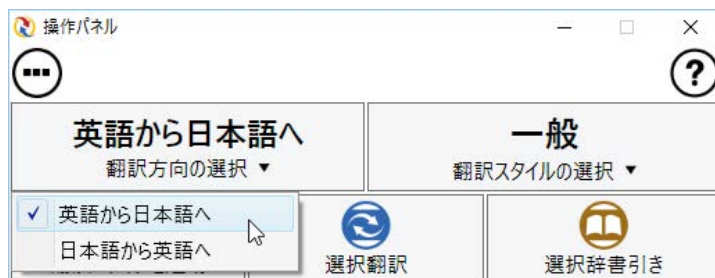 操作パネル
英語から日本語へ
翻訳方向の選択 ▼
一般
翻訳スタイルの選択 ▼
✓ 英語から日本語へ
日本語から英語へ
選択翻訳
選択辞書引き